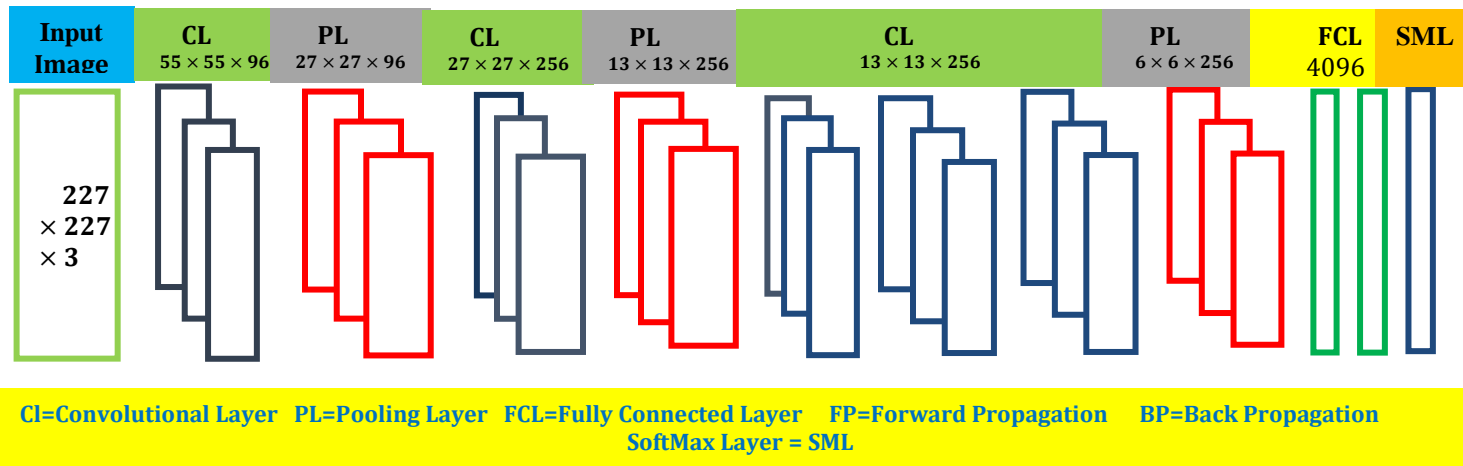 Input Image
CL
55 × 55 × 96
PL
27 × 27 × 96
CL
27 × 27 × 256
PL
13 × 13 × 256
CL
13 × 13 × 256
PL
6 × 6 × 256
FCL
4096
SML
227
× 227
× 3
Cl=Convolutional Layer PL=Pooling Layer FCL=Fully Connected Layer FP=Forward Propagation BP=Back Propagation
SoftMax Layer = SML